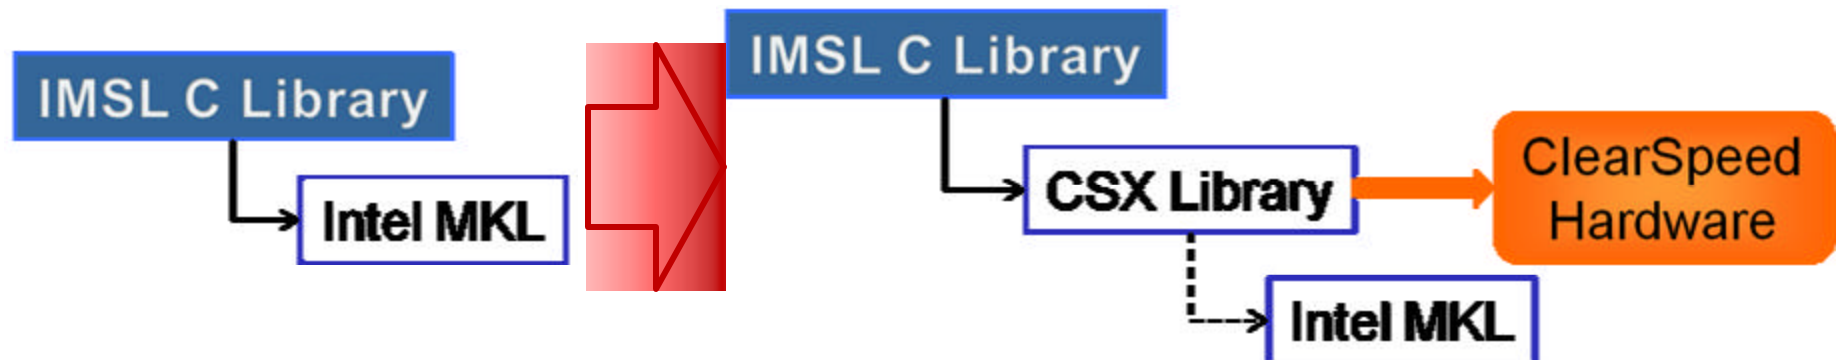 IMSL C Library
Intel MKL
IMSL C Library
CSX Library
ClearSpeed
Hardware
Intel MKL